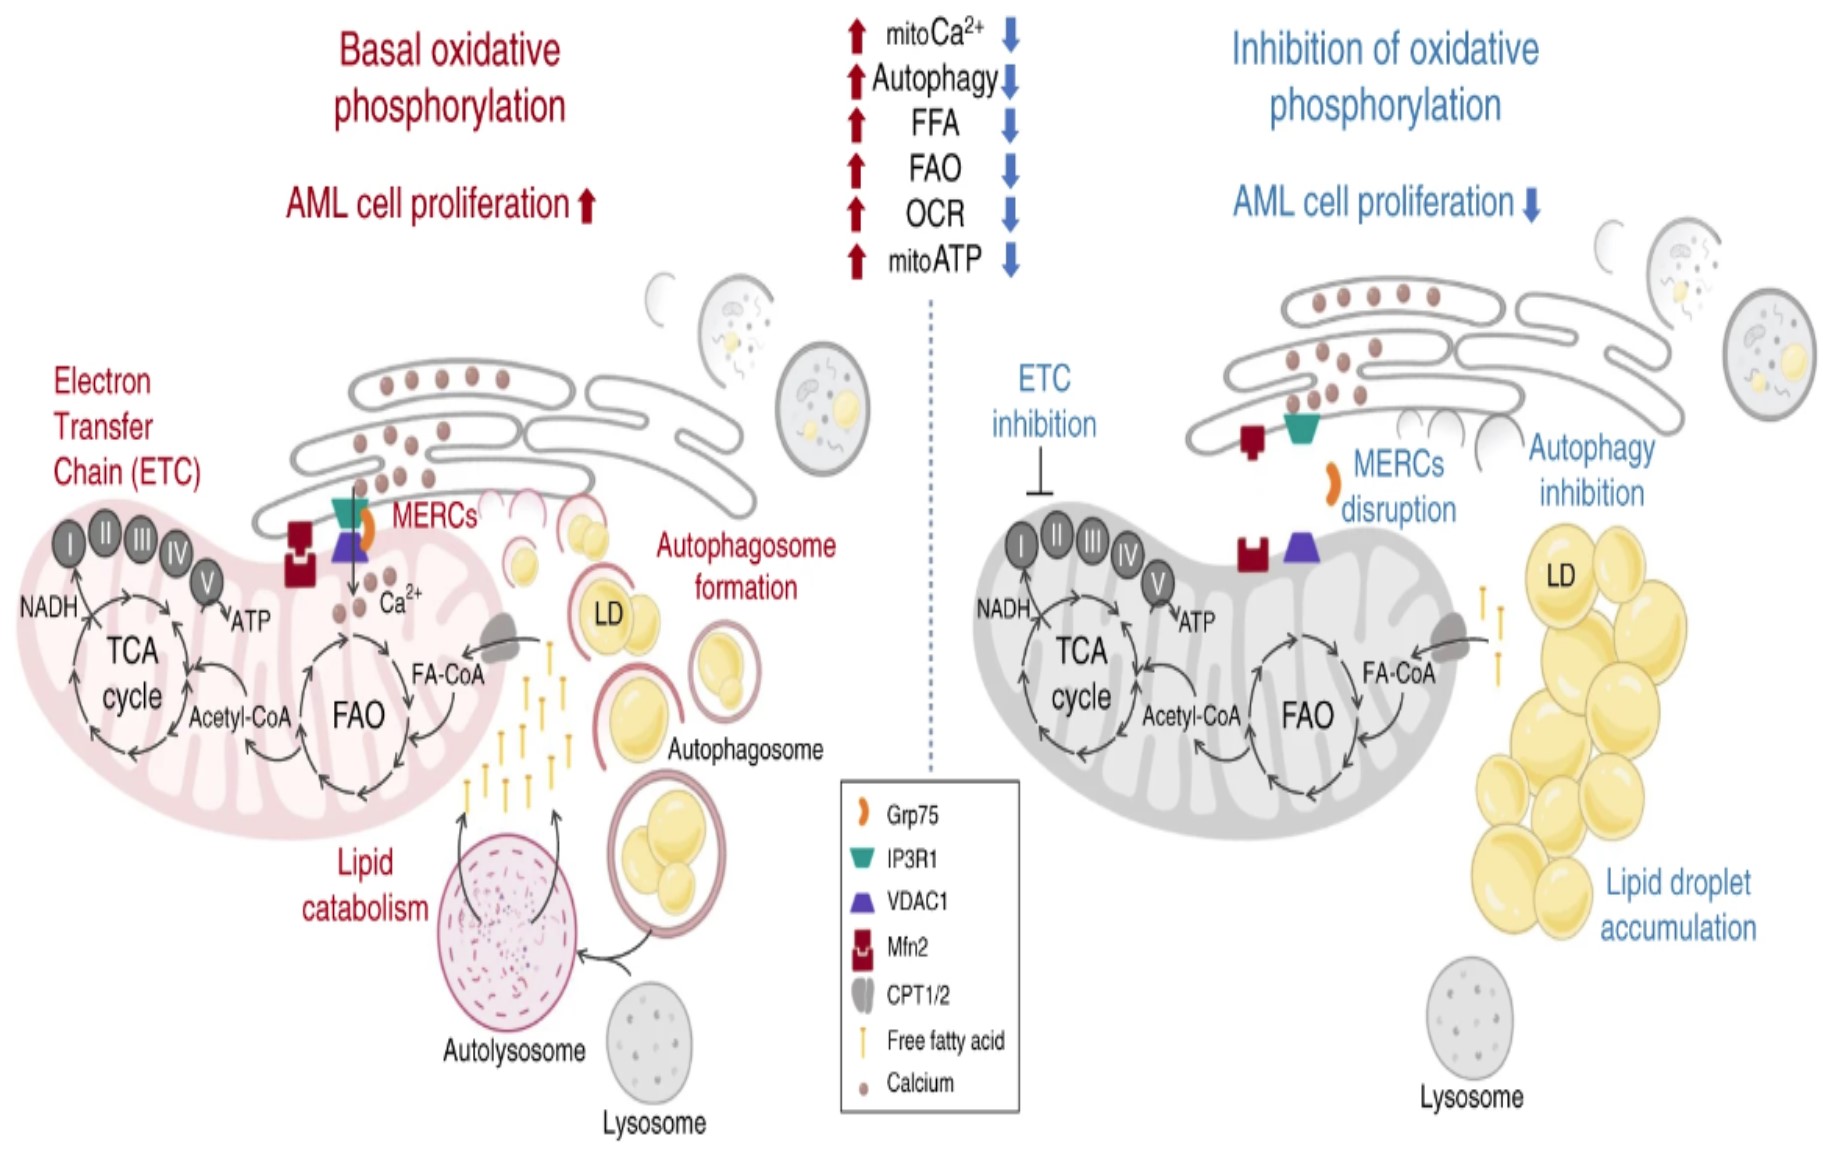 Basal oxidative
phosphorylation
AML cell proliferation
mitoCa²⁺
Autophagy
FFA
FAO
OCR
mitoATP
Inhibition of oxidative
phosphorylation
AML cell proliferation
Electron
Transfer
Chain (ETC)
I
II
III
IV
V
NADH
ATP
TCA
cycle
Acetyl-CoA
FAO
FA-CoA
Ca²⁺
MERCs
LD
Autophagosome
formation
Autophagosome
Lipid
catabolism
Autolysosome
Lysosome
Grp75
IP3R1
VDAC1
Mfn2
CPT1/2
Free fatty acid
Calcium
ETC
inhibition
I
II
III
IV
V
NADH
ATP
TCA
cycle
Acetyl-CoA
FAO
FA-CoA
MERCs
disruption
Autophagy
inhibition
LD
Lipid droplet
accumulation
Lysosome